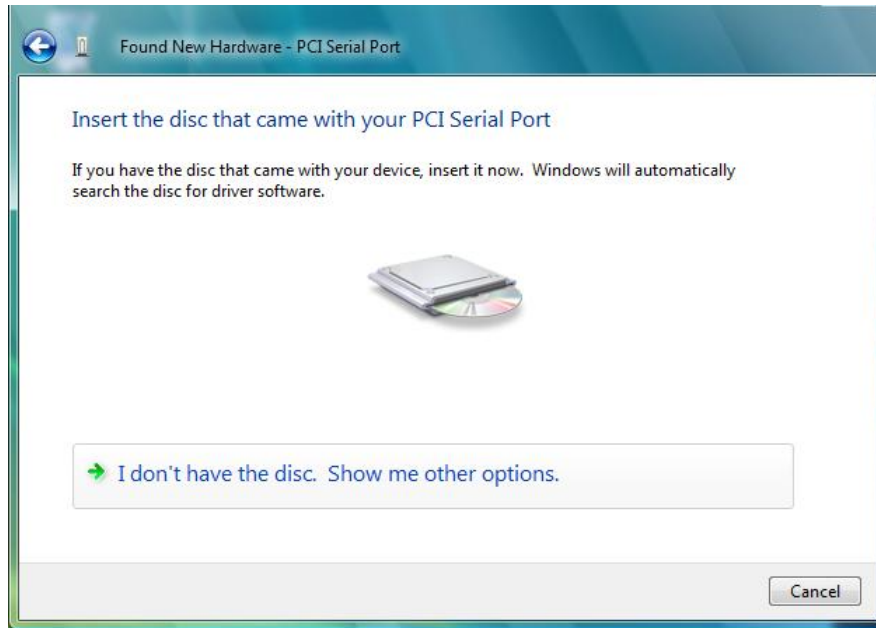 Found New Hardware - PCI Serial Port
Insert the disc that came with your PCI Serial Port
If you have the disc that came with your device, insert it now.  Windows will automatically
search the disc for driver software.
I don't have the disc.  Show me other options.
Cancel